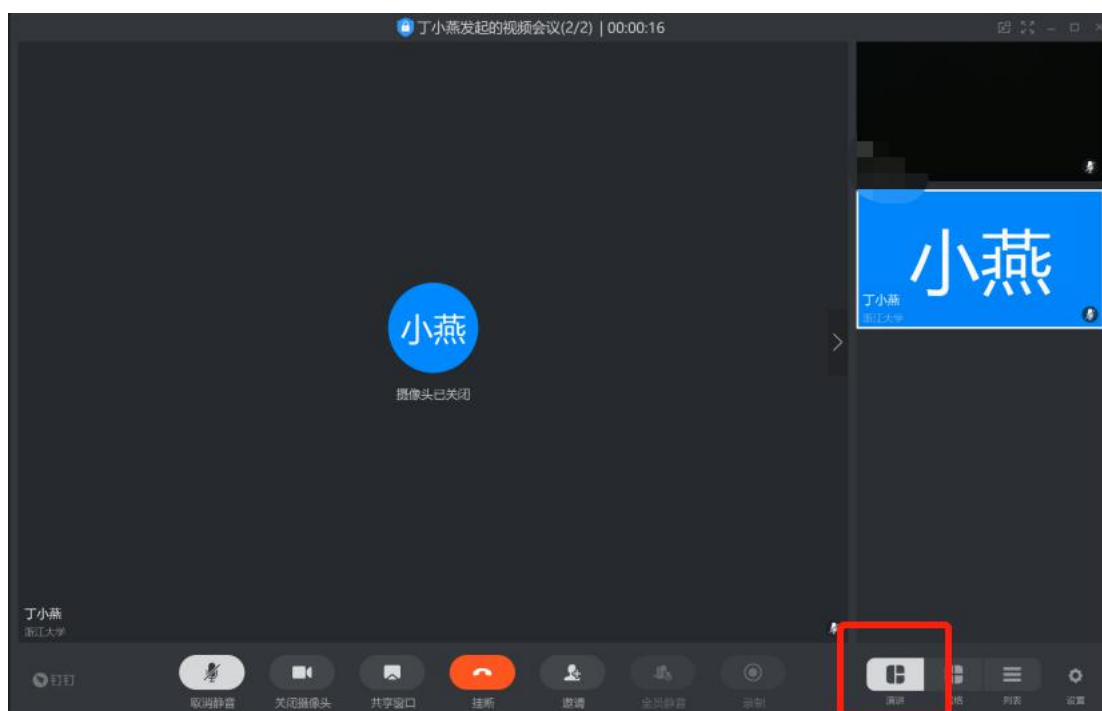 丁小燕发起的视频会议(2/2) | 00:00:16
小燕
摄像头已关闭
小燕
丁小燕
浙江大学
丁小燕
浙江大学
钉钉
取消静音
关闭摄像头
共享窗口
挂断
邀请
全员静音
录制
演讲
列表
设置